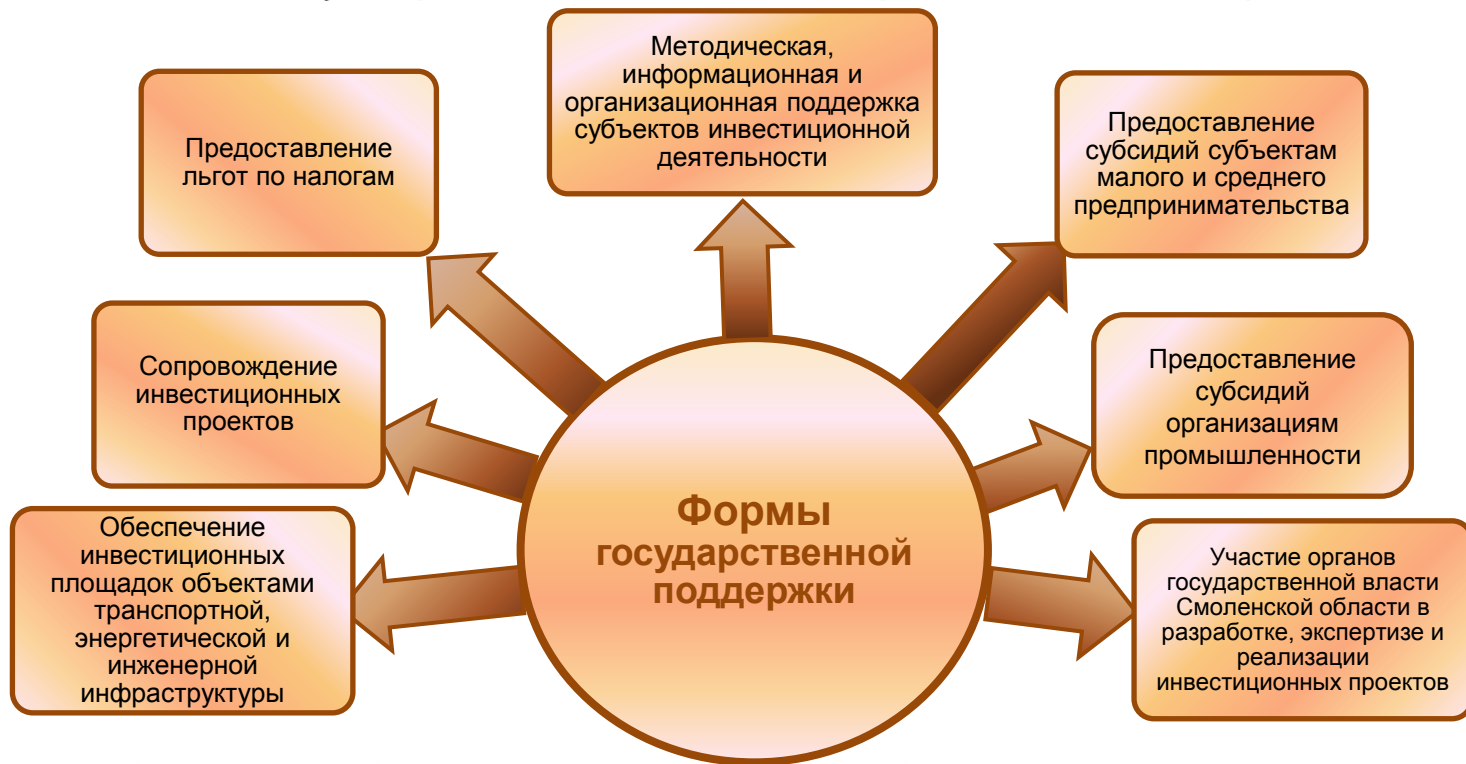 Методическая,
информационная и
организационная поддержка
субъектов инвестиционной
деятельности
Предоставление
льгот по налогам
Предоставление
субсидий субъектам
малого и среднего
предпринимательства
Сопровождение
инвестиционных
проектов
Предоставление
субсидий
организациям
промышленности
Обеспечение
инвестиционных
площадок объектами
транспортной,
энергетической и
инженерной
инфраструктуры
Формы
государственной
поддержки
Участие органов
государственной власти
Смоленской области в
разработке, экспертизе и
реализации
инвестиционных проектов